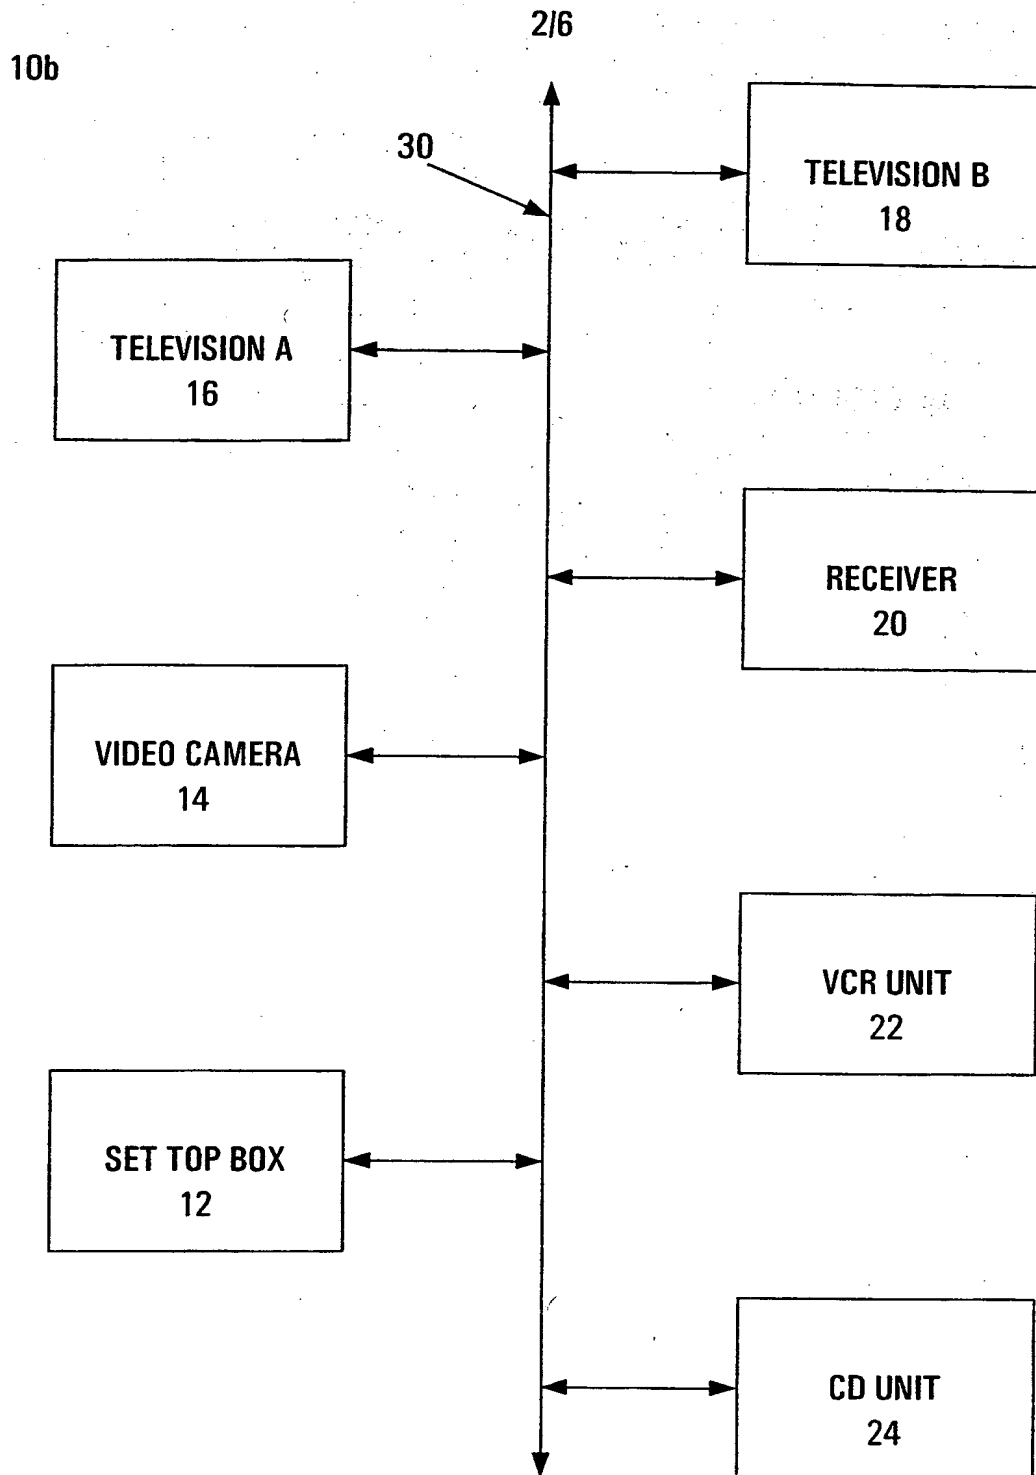 2/6
10b
30
TELEVISION B
18
TELEVISION A
16
RECEIVER
20
VIDEO CAMERA
14
VCR UNIT
22
SET TOP BOX
12
CD UNIT
24